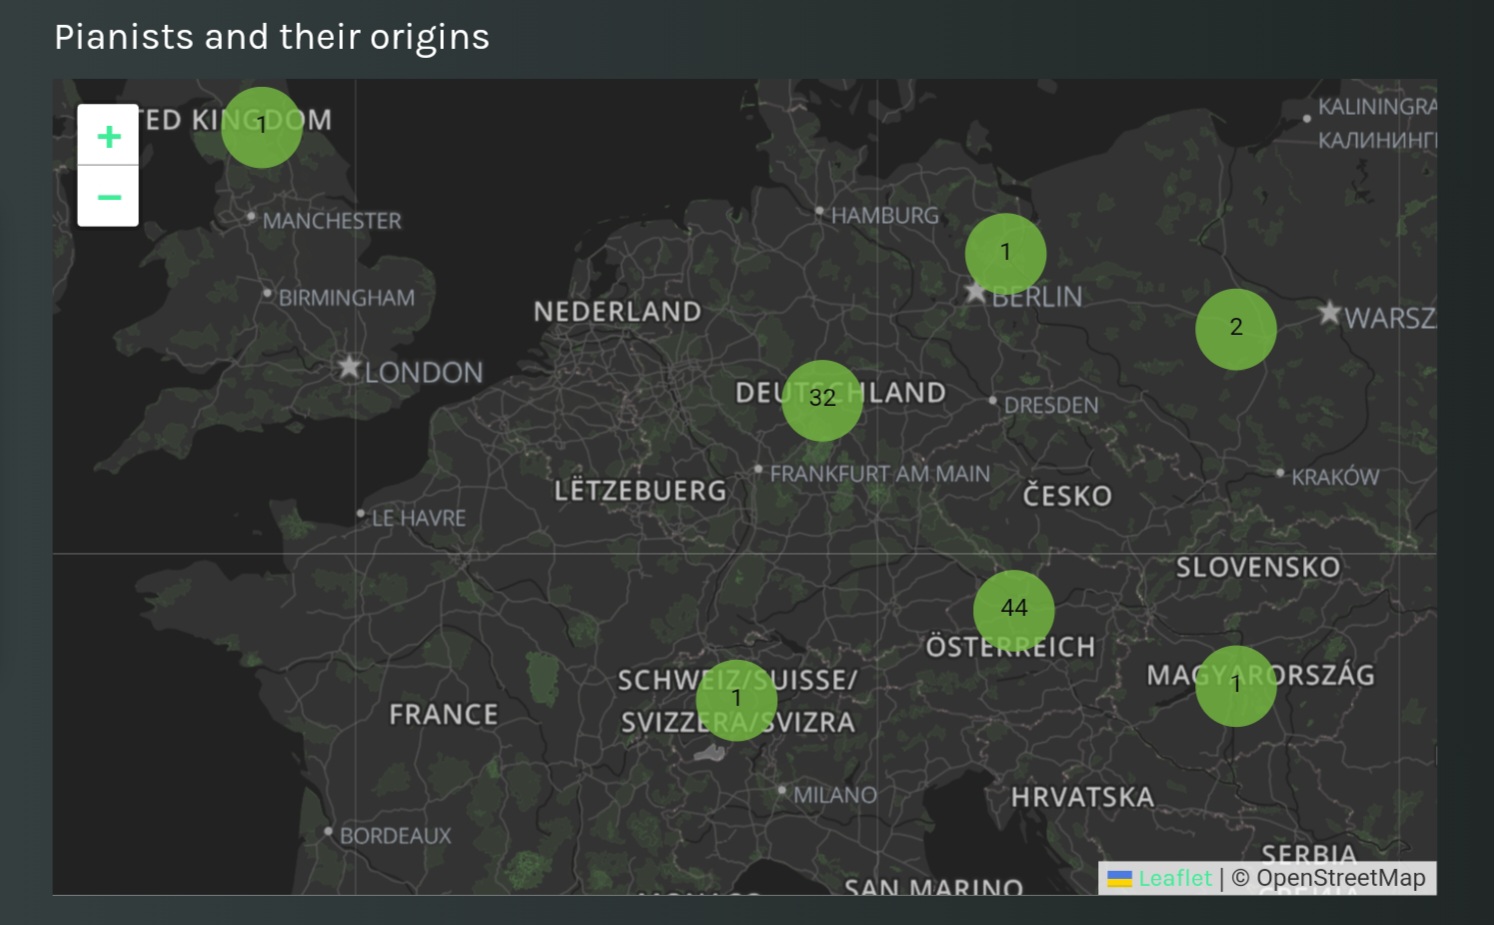 Pianists and their origins
+
−
TED KINGDOM
1
MANCHESTER
BIRMINGHAM
LONDON
NEDERLAND
HAMBURG
1
BERLIN
KALININGRA
КАЛИНИНГ
2
WARSZ
DEUTSCHLAND
32
DRESDEN
FRANKFURT AM MAIN
LËTZEBUERG
ČESKO
KRAKÓW
LE HAVRE
SLOVENSKO
44
ÖSTERREICH
SCHWEIZ/SUISSE/
SVIZZERA/SVIZRA
1
MAGYARORSZÁG
1
FRANCE
MILANO
HRVATSKA
BORDEAUX
SERBIA
SAN MARINO
Leaflet | © OpenStreetMap